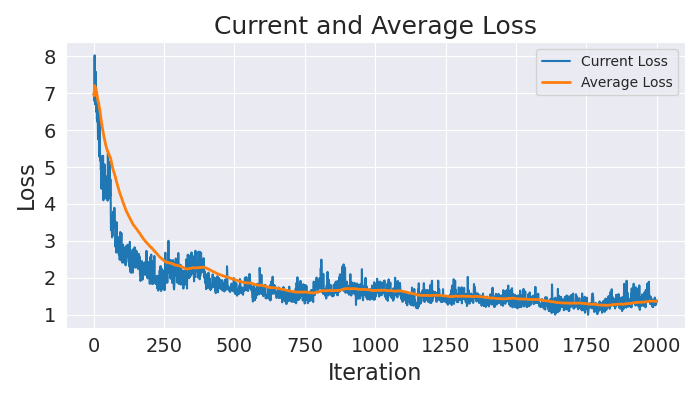 Current and Average Loss
Current Loss
Average Loss
Loss
8
7
6
5
4
3
2
1
0 250 500 750 1000 1250 1500 1750 2000
Iteration